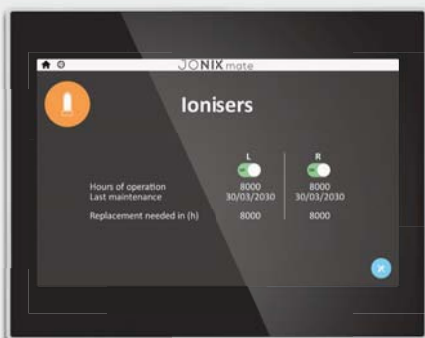 JONIX mate
Ionisers
L R
Hours of operation 8000 8000
Last maintenance 30/03/2030 30/03/2030
Replacement needed in (h) 8000 8000